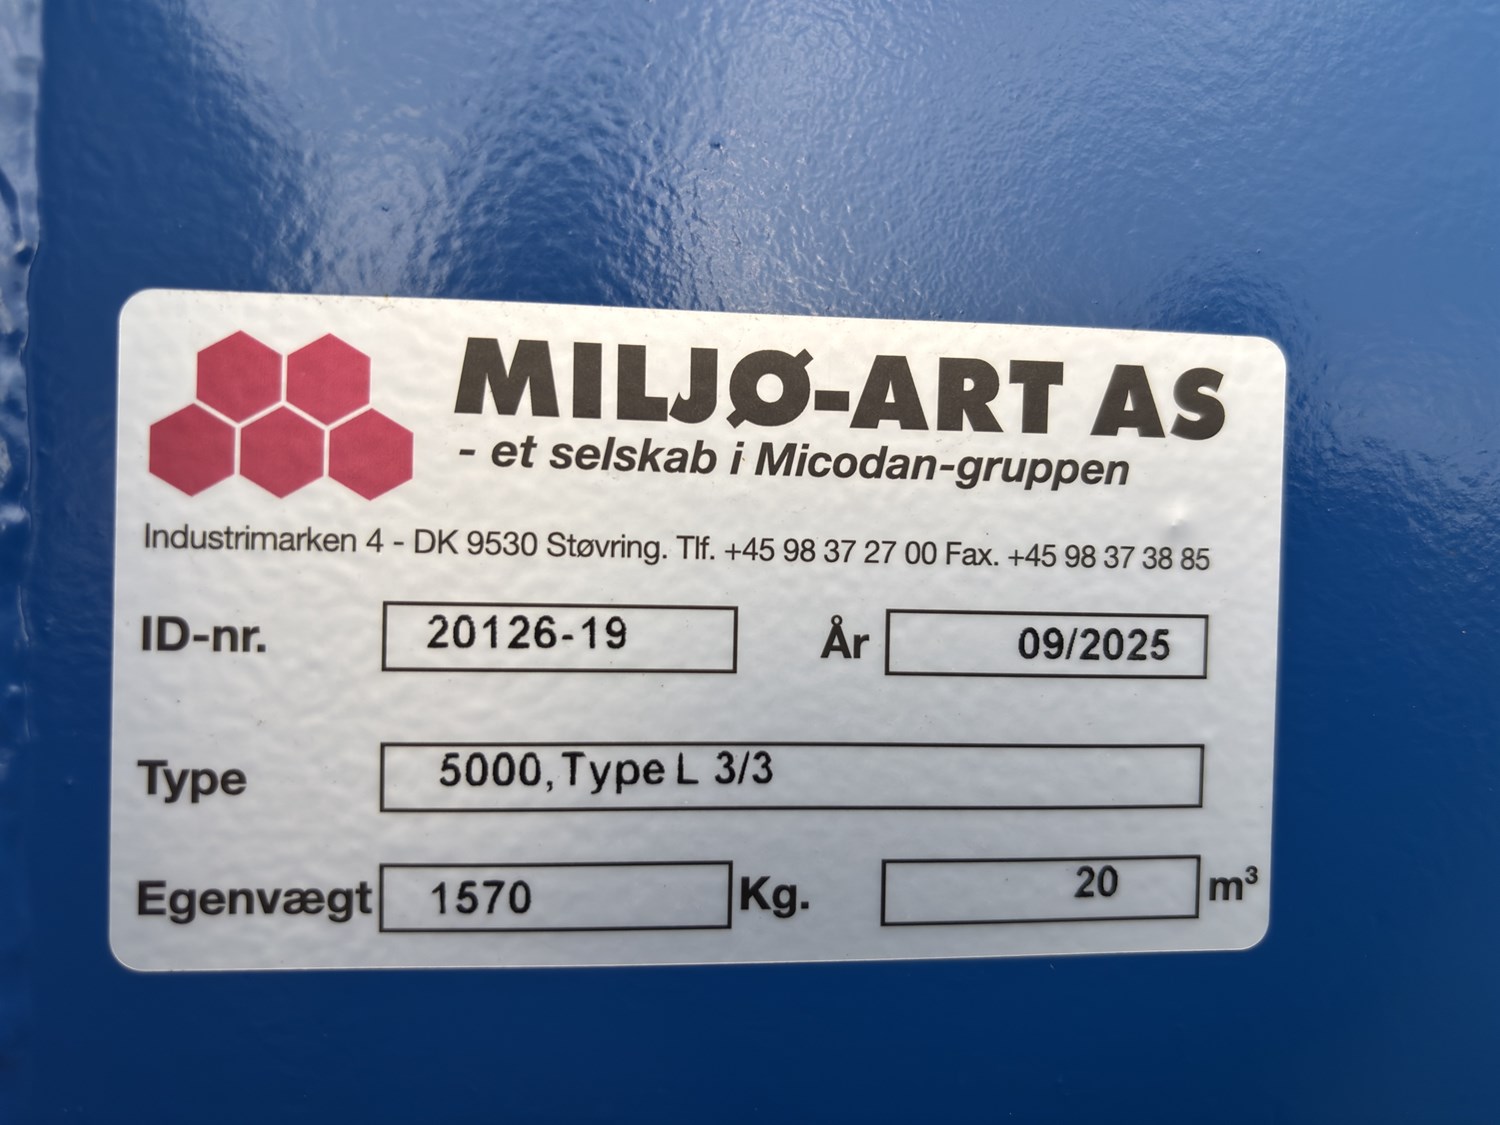 MILJØ-ART AS
- et selskab i Micodan-gruppen
Industrimarken 4 - DK 9530 Støvring. Tlf. +45 98 37 27 00 Fax. +45 98 37 38 85
ID-nr. 20126-19 År 09/2025
Type 5000, Type L 3/3
Egenvægt 1570 Kg. 20 m³